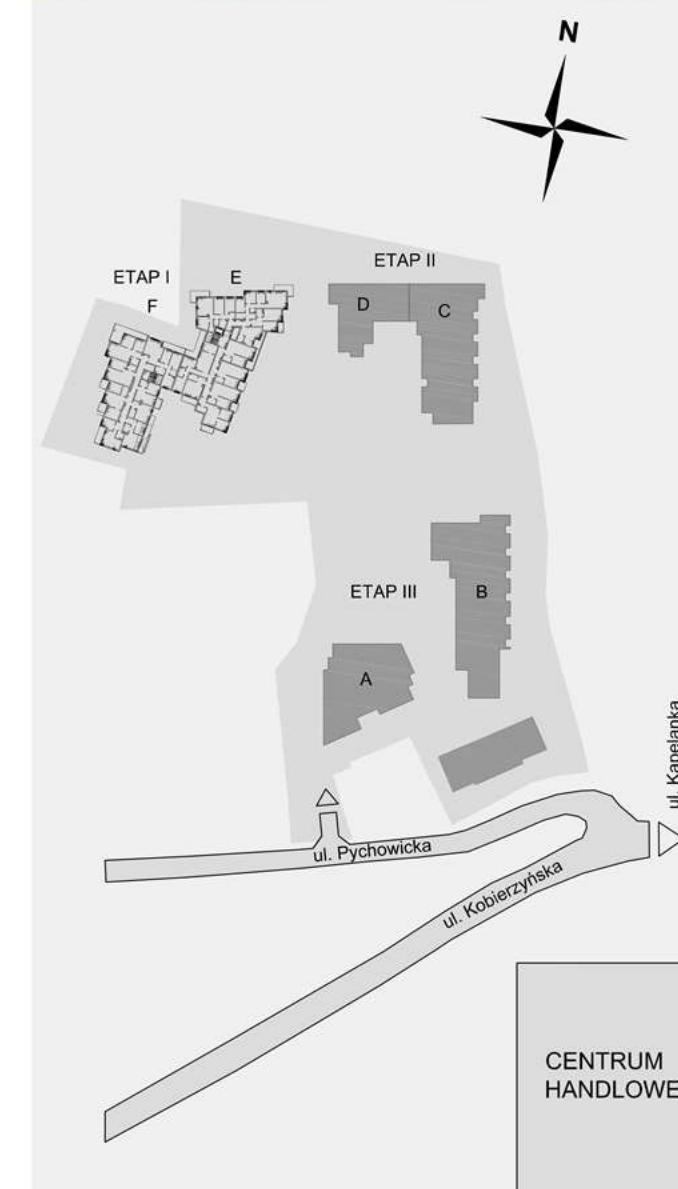 N
ETAP II
ETAP I
E
F
D
C
ETAP III
B
A
ul. Kapelanka
ul. Pychowicka
ul. Kobierzyńska
CENTRUM
HANDLOWE